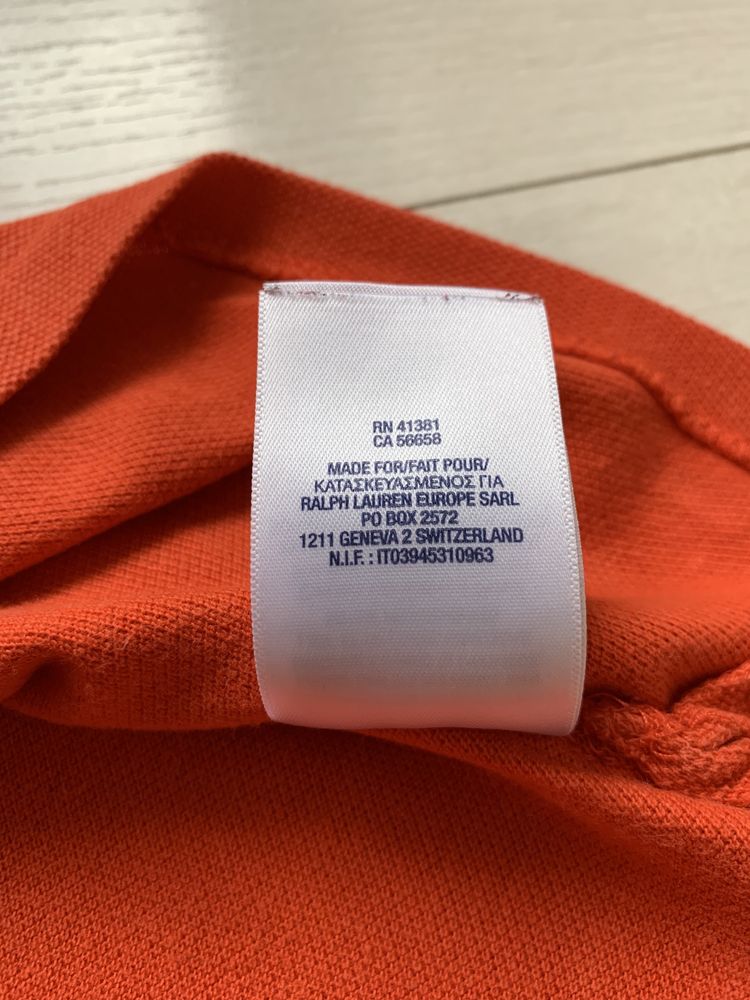 RN 41381
CA 56658
MADE FOR/FAIT POUR/
ΚΑΤΑΣΚΕΥΑΣΜΕΝΟΣ ΓΙΑ
RALPH LAUREN EUROPE SARL
PO BOX 2572
1211 GENEVA 2 SWITZERLAND
N.I.F. : IT03945310963